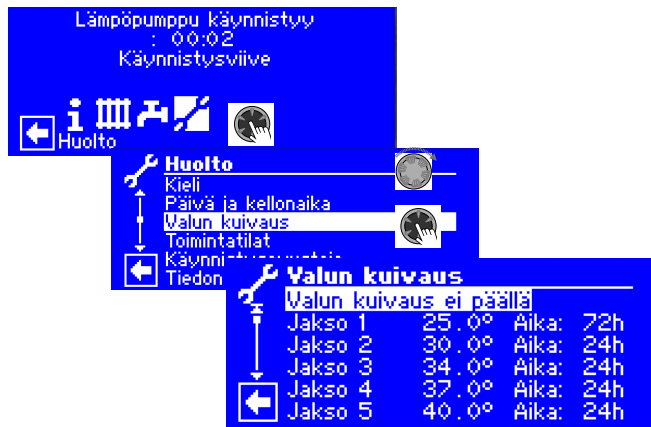 Lämpöpumppu käynnistyy
: 00:02
Käynnistysviive
Huolto
Huolto
Kieli
Päivä ja kellonaika
Valun kuivaus
Toimintatilat
Tiedon
Valun kuivaus
Valun kuivaus ei päällä
Jakso 1 25.0° Aika: 72h
Jakso 2 30.0° Aika: 24h
Jakso 3 34.0° Aika: 24h
Jakso 4 37.0° Aika: 24h
Jakso 5 40.0° Aika: 24h